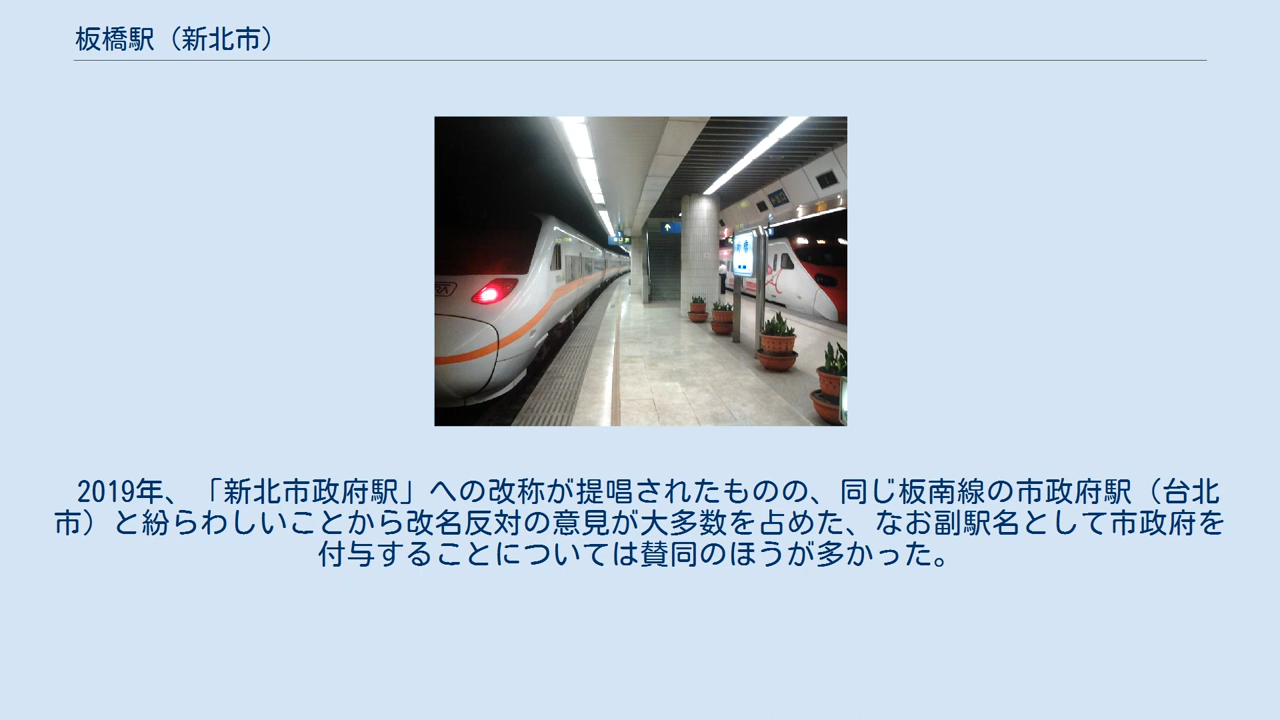 板橋駅（新北市）
2019年、「新北市政府駅」への改称が提唱されたものの、同じ板南線の市政府駅（台北
市）と紛らわしいことから改名反対の意見が大多数を占めた、なお副駅名として市政府を
付与することについては賛同のほうが多かった。